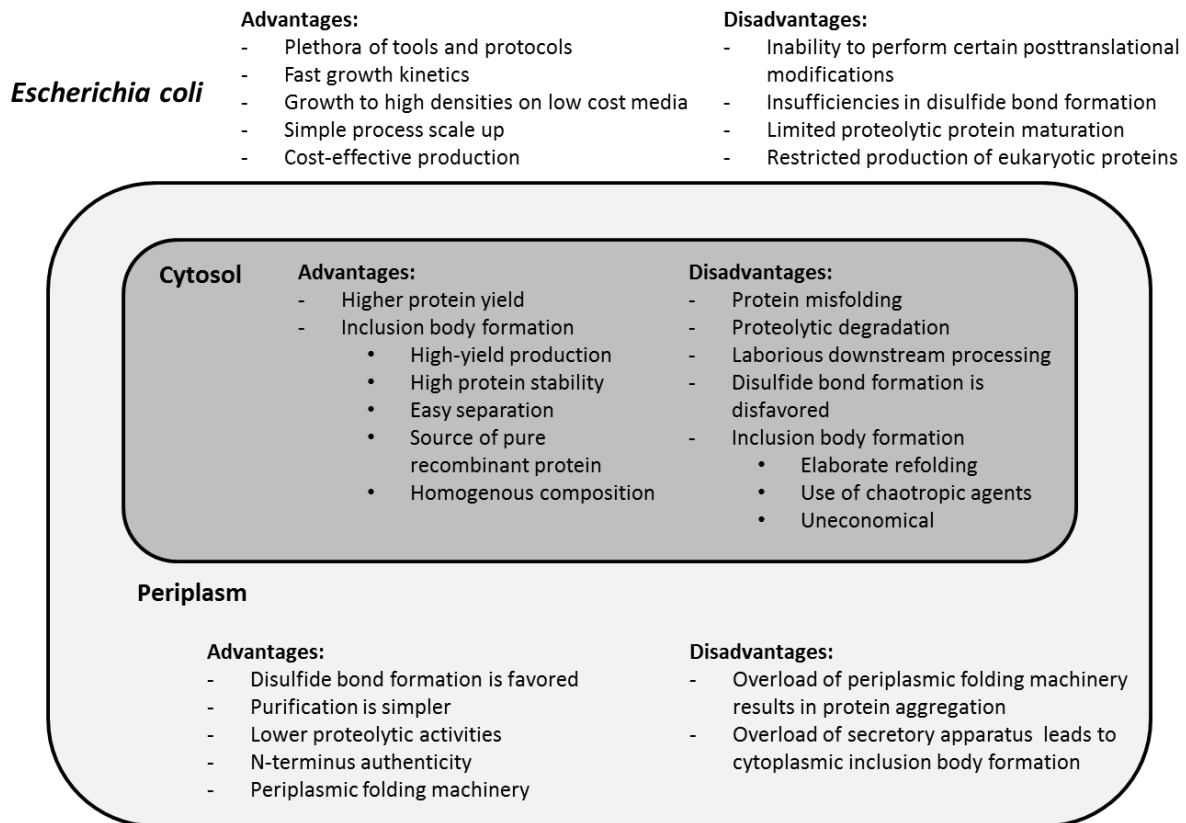 Escherichia coli
Advantages:
- Plethora of tools and protocols
- Fast growth kinetics
- Growth to high densities on low cost media
- Simple process scale up
- Cost-effective production
Disadvantages:
- Inability to perform certain posttranslational
modifications
- Insufficiencies in disulfide bond formation
- Limited proteolytic protein maturation
- Restricted production of eukaryotic proteins
Cytosol
Advantages:
- Higher protein yield
- Inclusion body formation
• High-yield production
• High protein stability
• Easy separation
• Source of pure
recombinant protein
• Homogenous composition
Disadvantages:
- Protein misfolding
- Proteolytic degradation
- Laborious downstream processing
- Disulfide bond formation is
disfavored
- Inclusion body formation
• Elaborate refolding
• Use of chaotropic agents
• Uneconomical
Periplasm
Advantages:
- Disulfide bond formation is favored
- Purification is simpler
- Lower proteolytic activities
- N-terminus authenticity
- Periplasmic folding machinery
Disadvantages:
- Overload of periplasmic folding machinery
results in protein aggregation
- Overload of secretory apparatus leads to
cytoplasmic inclusion body formation